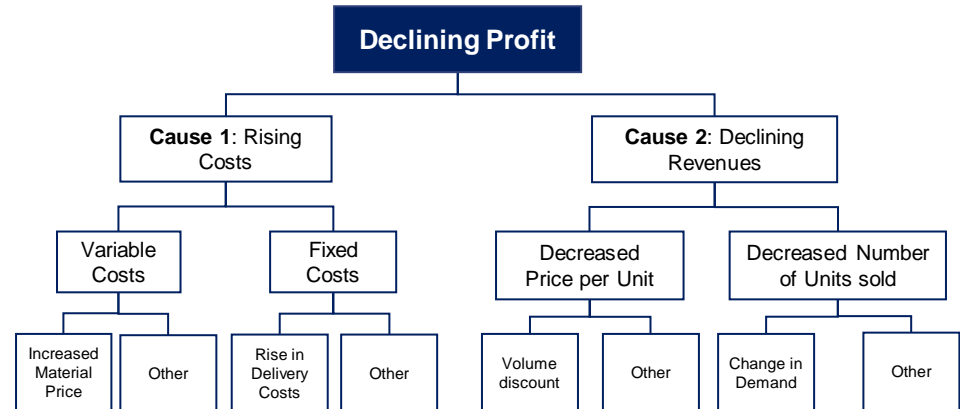 Declining Profit
Cause 1: Rising
Costs
Cause 2: Declining
Revenues
Variable
Costs
Fixed
Costs
Decreased
Price per Unit
Decreased Number
of Units sold
Increased
Material
Price
Other
Rise in
Delivery
Costs
Other
Volume
discount
Other
Change in
Demand
Other